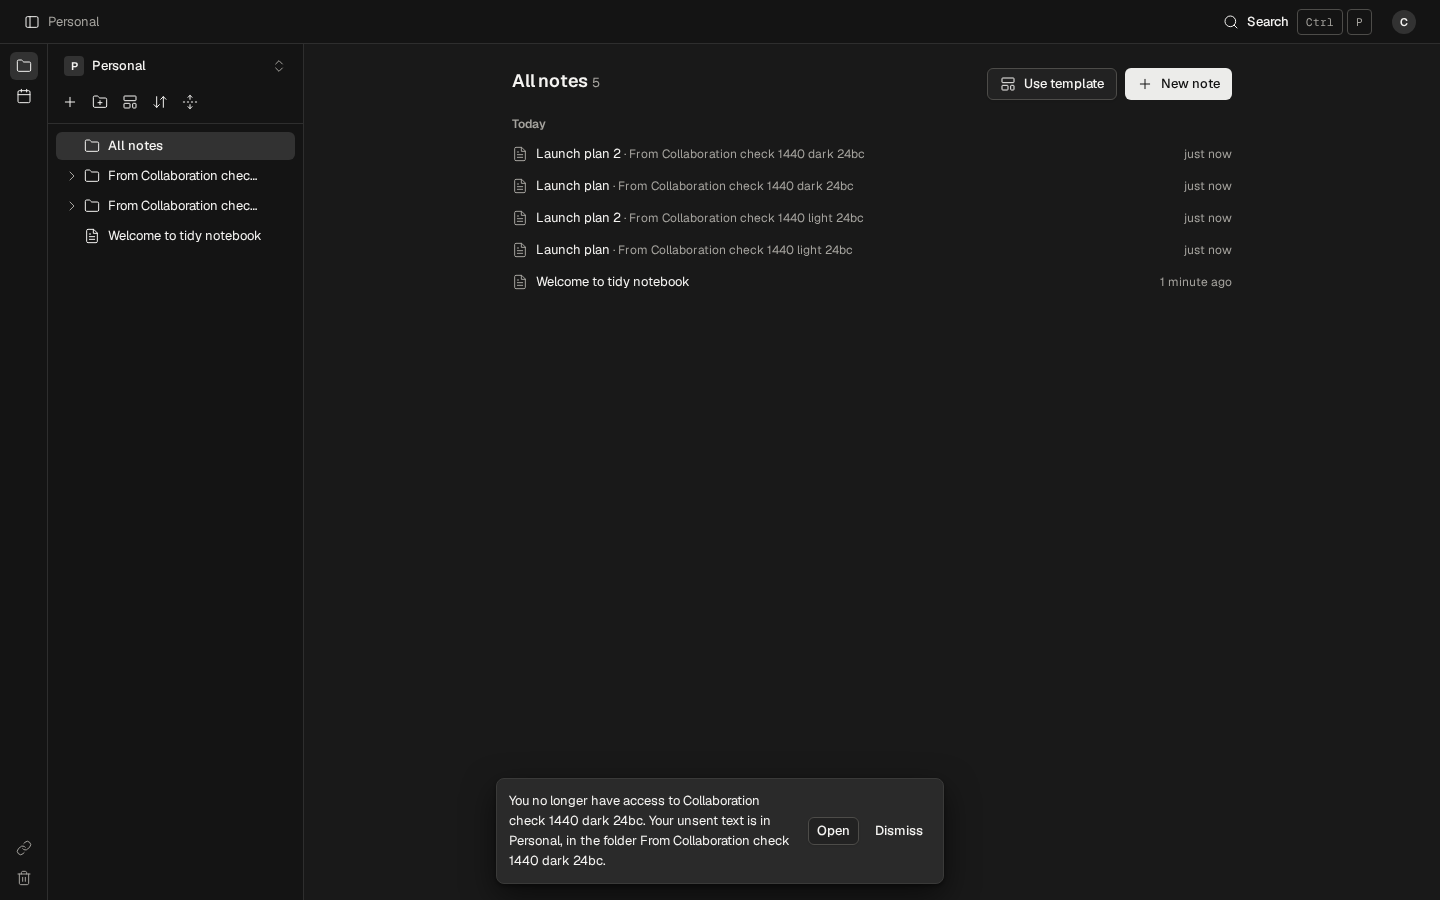 Personal
Search Ctrl P C
P Personal
All notes
From Collaboration chec…
From Collaboration chec…
Welcome to tidy notebook
All notes 5
Use template
New note
Today
Launch plan 2 · From Collaboration check 1440 dark 24bc just now
Launch plan · From Collaboration check 1440 dark 24bc just now
Launch plan 2 · From Collaboration check 1440 light 24bc just now
Launch plan · From Collaboration check 1440 light 24bc just now
Welcome to tidy notebook 1 minute ago
You no longer have access to Collaboration
check 1440 dark 24bc. Your unsent text is in
Personal, in the folder From Collaboration check
1440 dark 24bc.
Open
Dismiss